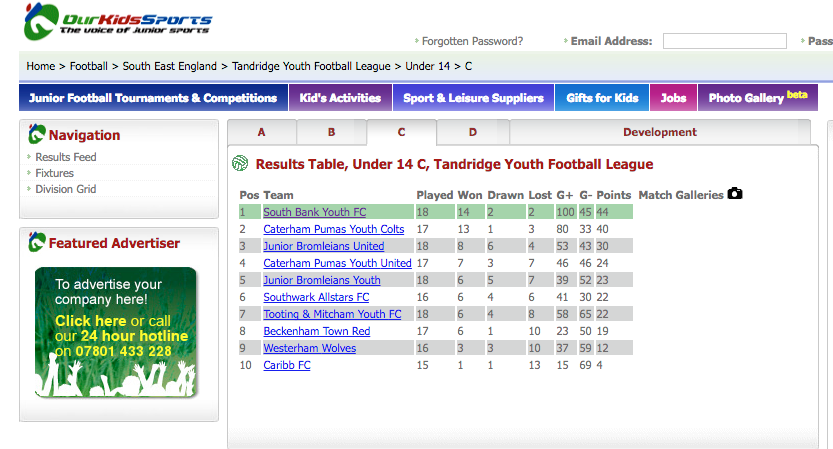 OurKidsSports
The voice of Junior sports
Forgotten Password?
Email Address:
Pass
Home > Football > South East England > Tandridge Youth Football League > Under 14 > C
Junior Football Tournaments & Competitions Kid's Activities Sport & Leisure Suppliers Gifts for Kids Jobs Photo Gallery beta
Navigation
Results Feed
Fixtures
Division Grid
Featured Advertiser
To advertise your
company here!
Click here or call
our 24 hour hotline
on 07801 433 228
A B C D Development
Results Table, Under 14 C, Tandridge Youth Football League
Pos Team Played Won Drawn Lost G+ G- Points Match Galleries
1 South Bank Youth FC 18 14 2 2 100 45 44
2 Caterham Pumas Youth Colts 17 13 1 3 80 33 40
3 Junior Bromleians United 18 8 6 4 53 43 30
4 Caterham Pumas Youth United 17 7 3 7 46 46 24
5 Junior Bromleians Youth 18 6 5 7 39 52 23
6 Southwark Allstars FC 16 6 4 6 41 30 22
7 Tooting & Mitcham Youth FC 18 6 4 8 58 65 22
8 Beckenham Town Red 17 6 1 10 23 50 19
9 Westerham Wolves 16 3 3 10 37 59 12
10 Caribb FC 15 1 1 13 15 69 4